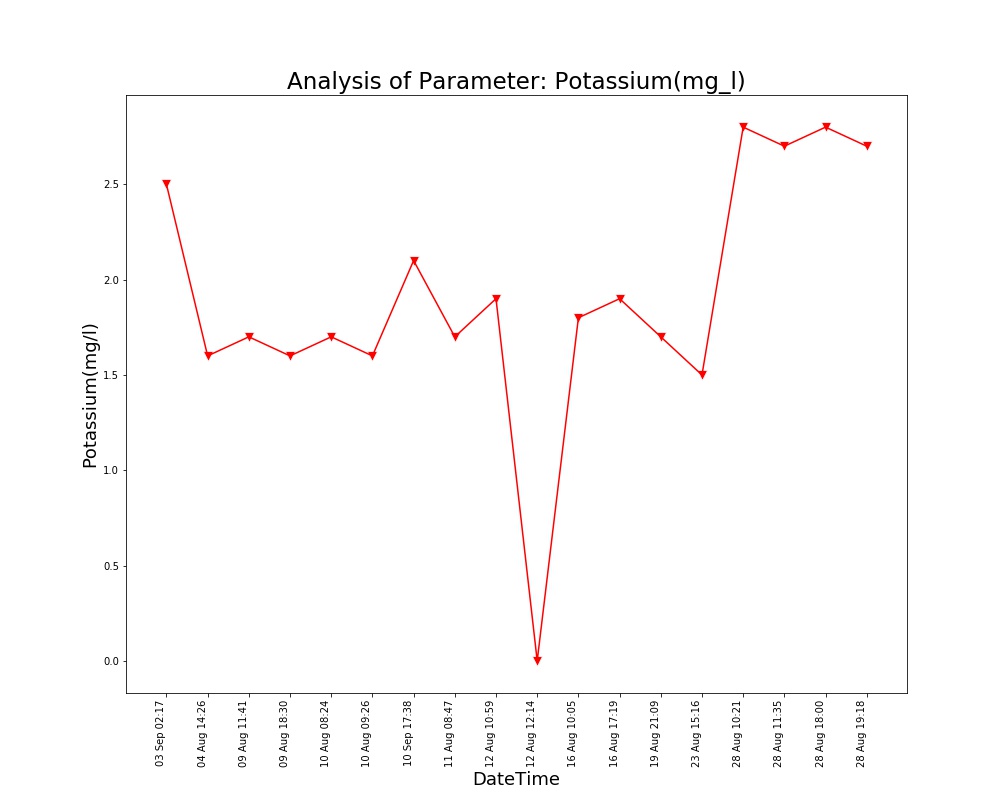 Analysis of Parameter: Potassium(mg_l)
Potassium(mg/l)
2.5
2.0
1.5
1.0
0.5
0.0
03 Sep 02:17
04 Aug 14:26
09 Aug 11:41
09 Aug 18:30
10 Aug 08:24
10 Aug 09:26
10 Sep 17:38
11 Aug 08:47
12 Aug 10:59
12 Aug 12:14
16 Aug 10:05
16 Aug 17:19
19 Aug 21:09
23 Aug 15:16
28 Aug 10:21
28 Aug 11:35
28 Aug 18:00
28 Aug 19:18
DateTime